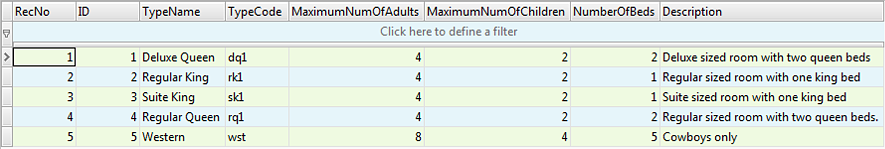 RecNo ID TypeName TypeCode MaximumNumOfAdults MaximumNumOfChildren NumberOfBeds Description
Click here to define a filter
1 1 Deluxe Queen dq1 4 2 2 Deluxe sized room with two queen beds
2 2 Regular King rk1 4 2 1 Regular sized room with one king bed
3 3 Suite King sk1 4 2 1 Suite sized room with one king bed
4 4 Regular Queen rq1 4 2 2 Regular sized room with two queen beds.
5 5 Western wst 8 4 5 Cowboys only